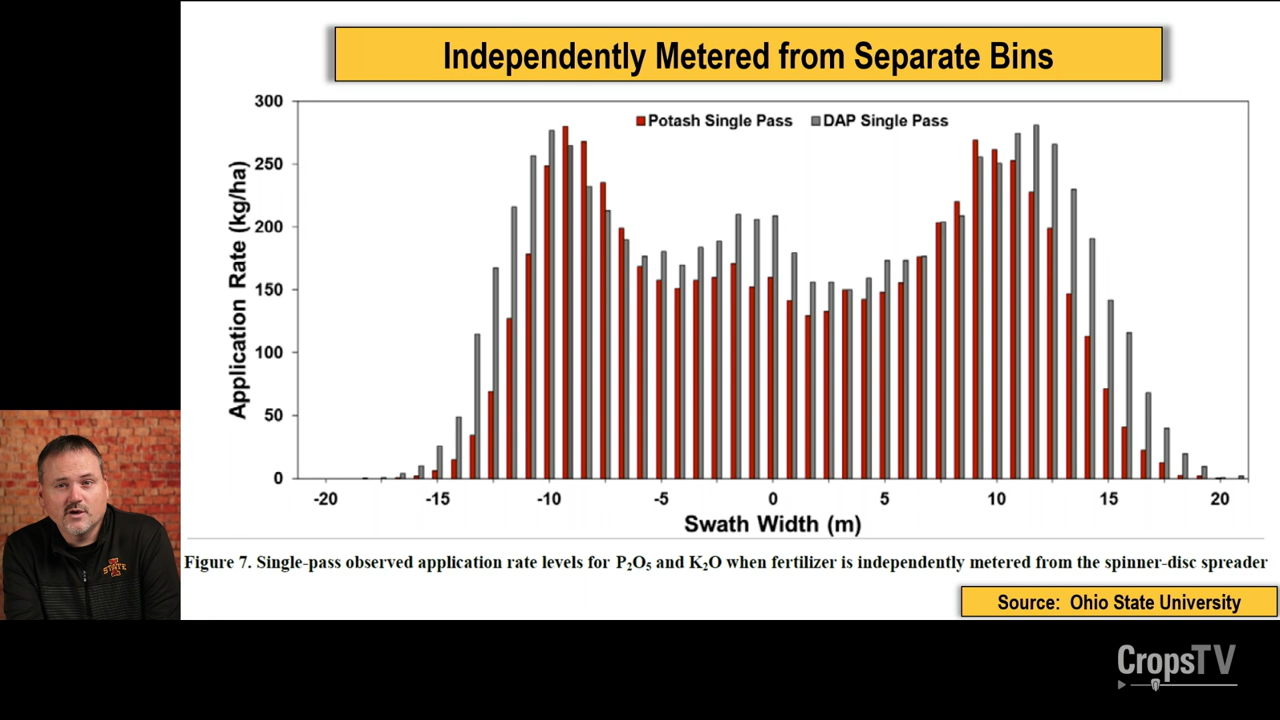 Independently Metered from Separate Bins
Potash Single Pass
DAP Single Pass
Application Rate (kg/ha)
300
250
200
150
100
50
0
-20 -15 -10 -5 0 5 10 15 20
Swath Width (m)
Figure 7. Single-pass observed application rate levels for P₂O₅ and K₂O when fertilizer is independently metered from the spinner-disc spreader
Source: Ohio State University
STATE
CropsTV